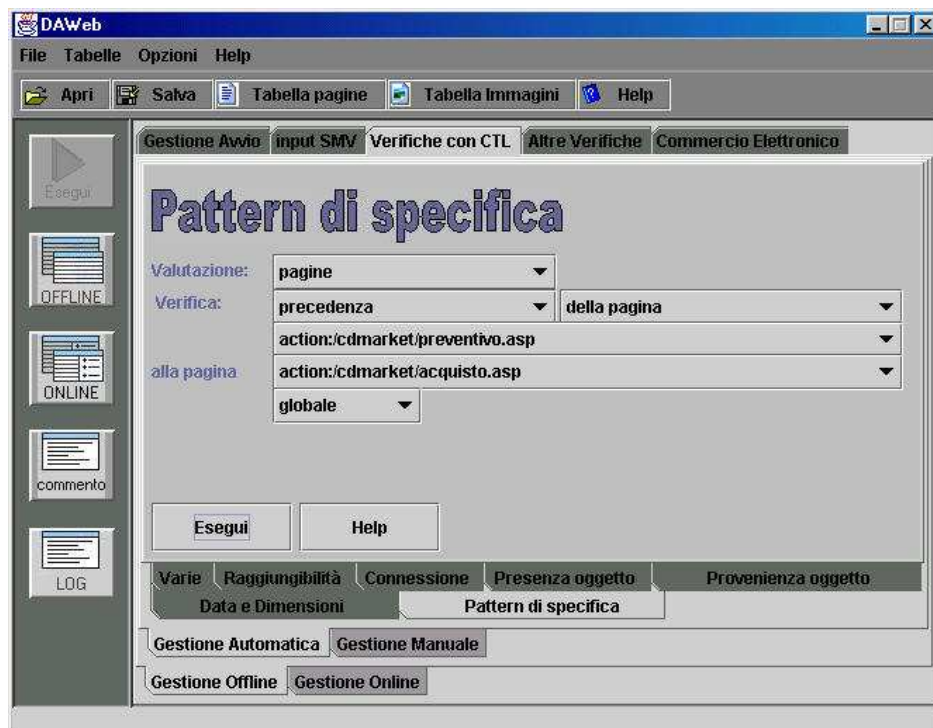 DAWeb
File Tabelle Opzioni Help
Apri Salva Tabella pagine Tabella Immagini Help
Gestione Avvio input SMV Verifiche con CTL Altre Verifiche Commercio Elettronico
Esegui
Pattern di specifica
Valutazione: pagine
OFFLINE
Verifica: precedenza della pagina
action:/cdmarket/preventivo.asp
alla pagina action:/cdmarket/acquisto.asp
ONLINE
globale
commento
Esegui Help
LOG
Varie Raggiungibilità Connessione Presenza oggetto Provenienza oggetto
Data e Dimensioni Pattern di specifica
Gestione Automatica Gestione Manuale
Gestione Offline Gestione Online